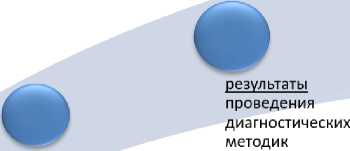 результаты
проведения
диагностических
методик